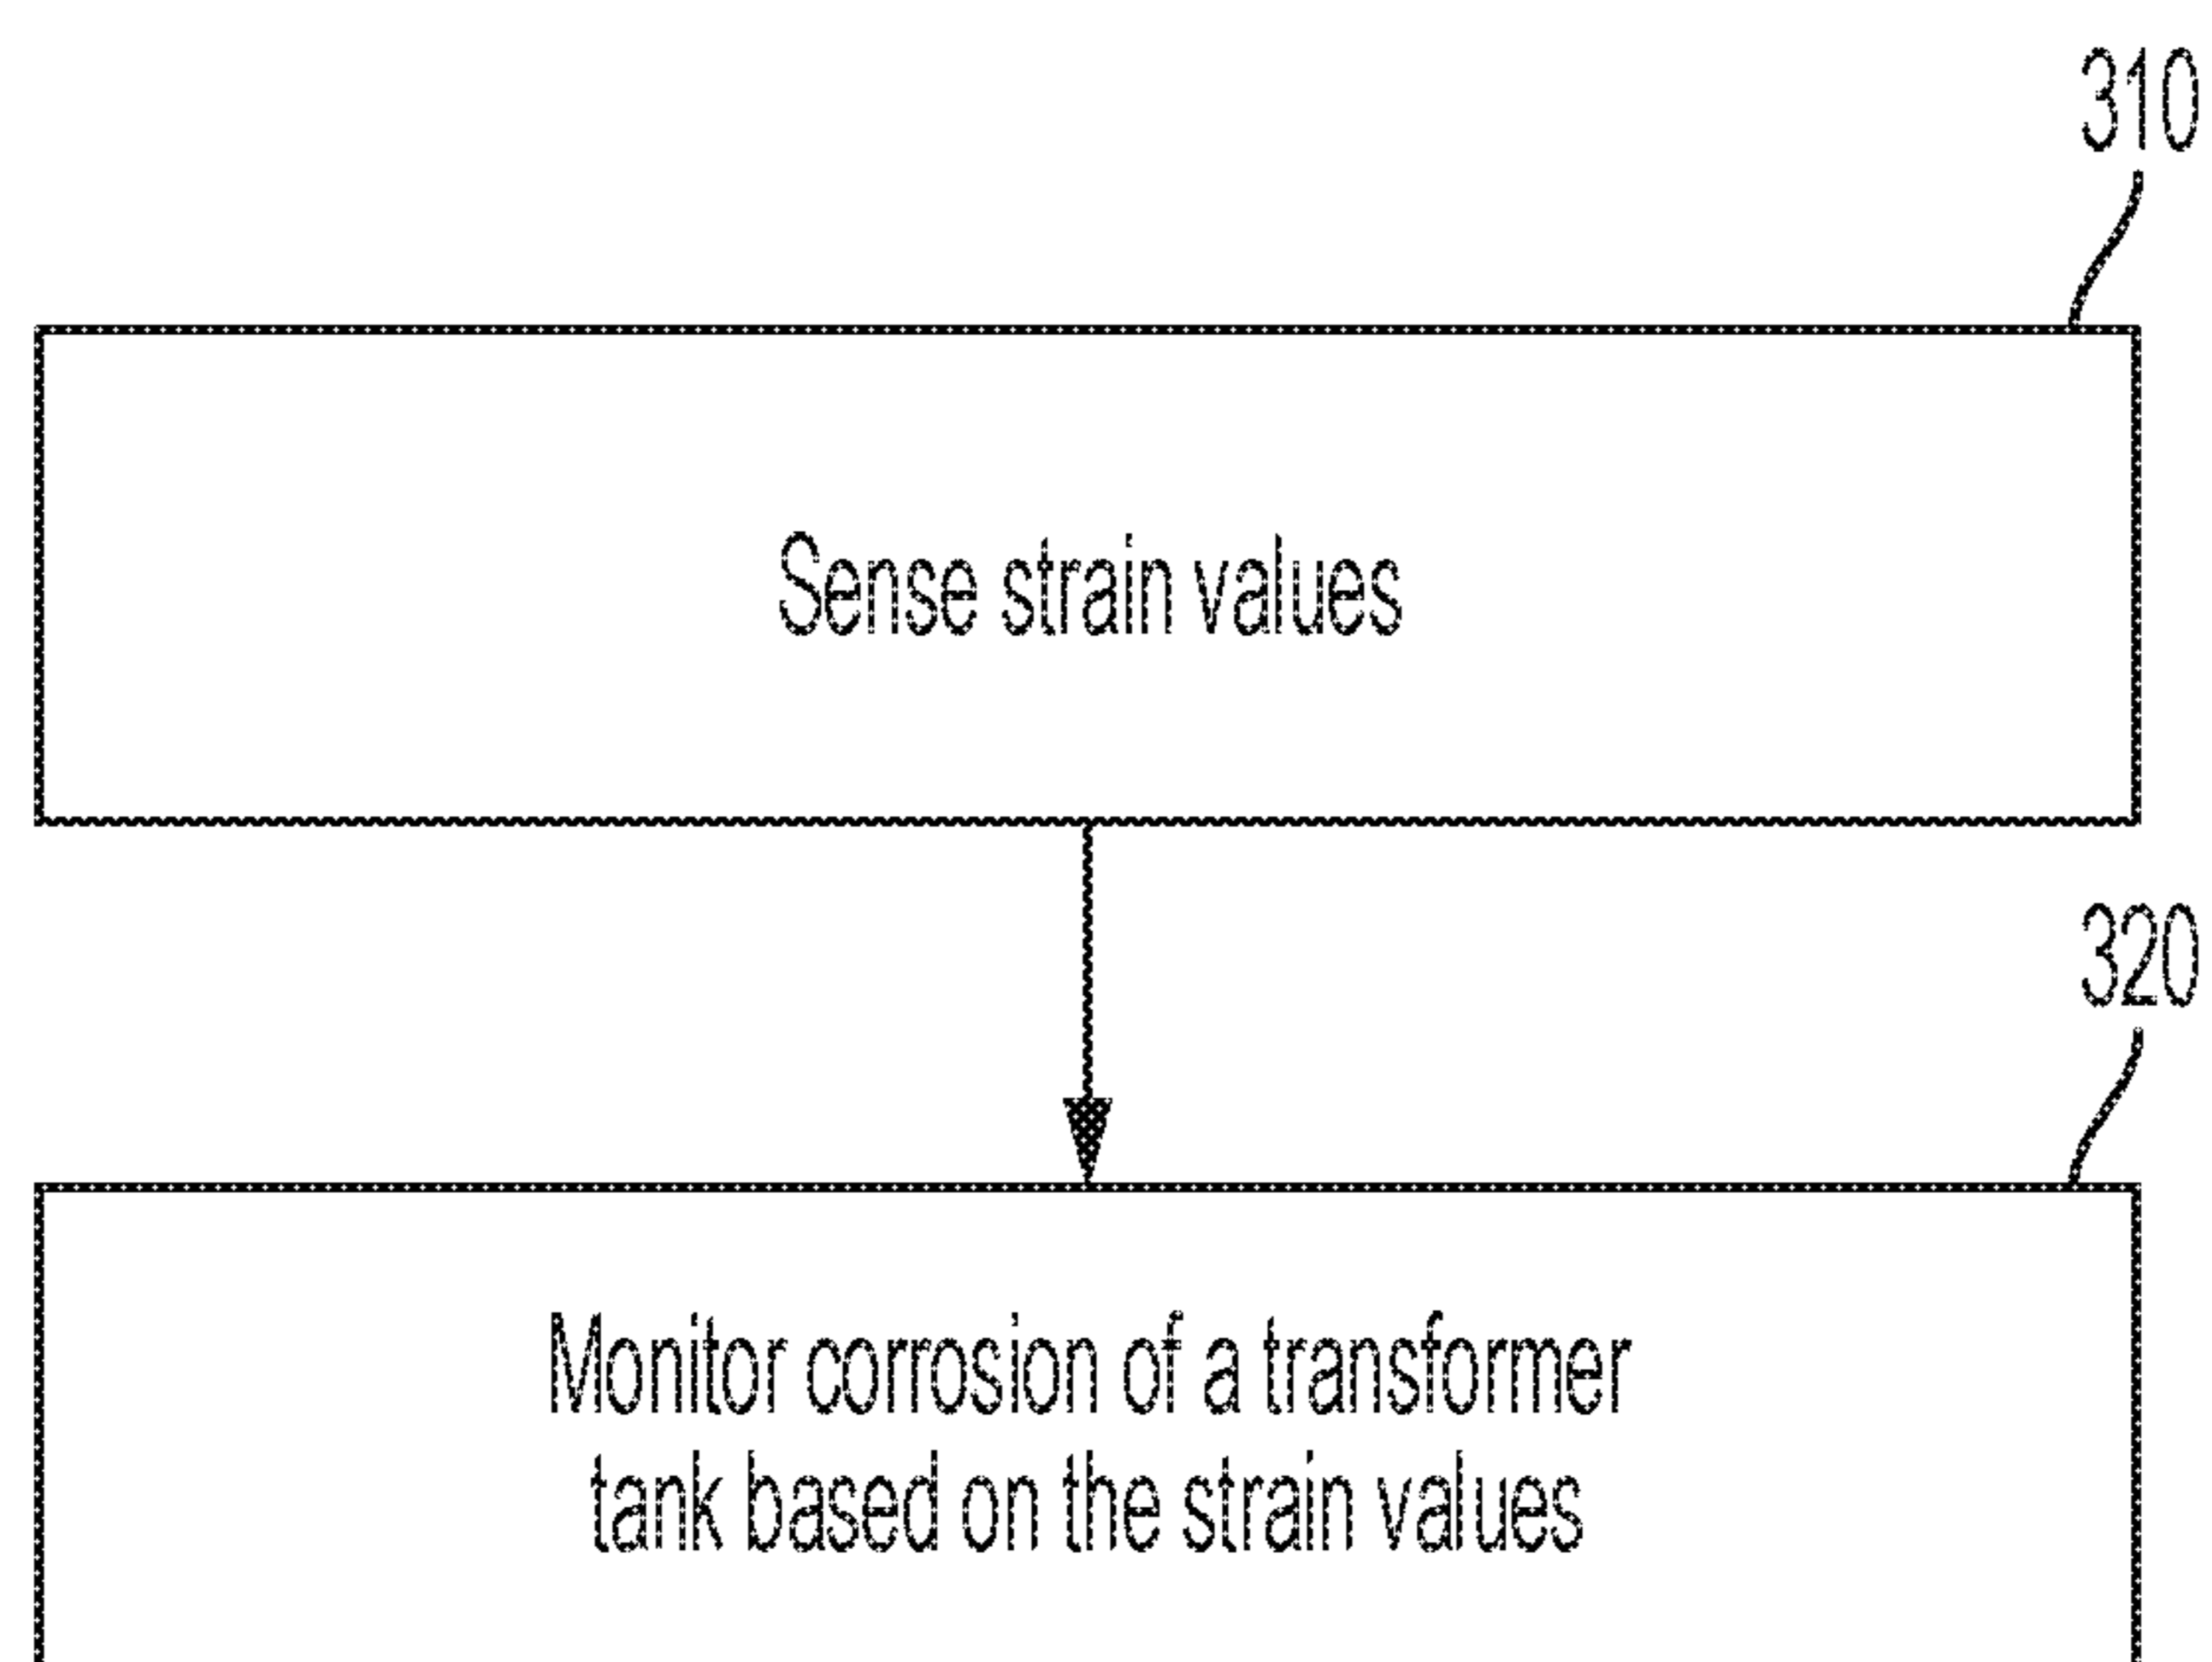 310
Sense strain values
320
Monitor corrosion of a transformer
tank based on the strain values